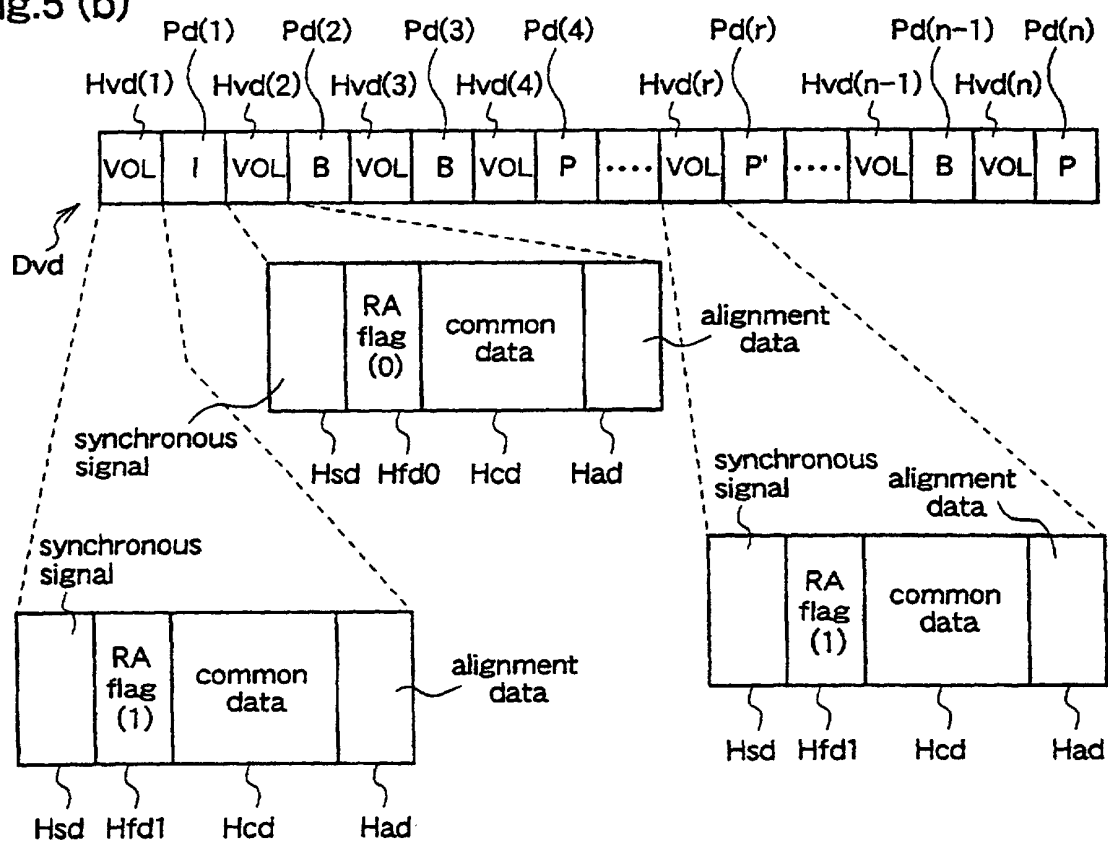 Fig.5 (b)
Pd(1) Pd(2) Pd(3) Pd(4) Pd(r) Pd(n-1) Pd(n)
Hvd(1) Hvd(2) Hvd(3) Hvd(4) Hvd(r) Hvd(n-1) Hvd(n)
VOL I VOL B VOL B VOL P ···· VOL P' ···· VOL B VOL P
Dvd
RA
flag
(0)
common
data
alignment
data
synchronous
signal
Hsd Hfd0 Hcd Had
synchronous
signal
alignment
data
RA
flag
(1)
common
data
Hsd Hfd1 Hcd Had
synchronous
signal
RA
flag
(1)
common
data
alignment
data
Hsd Hfd1 Hcd Had